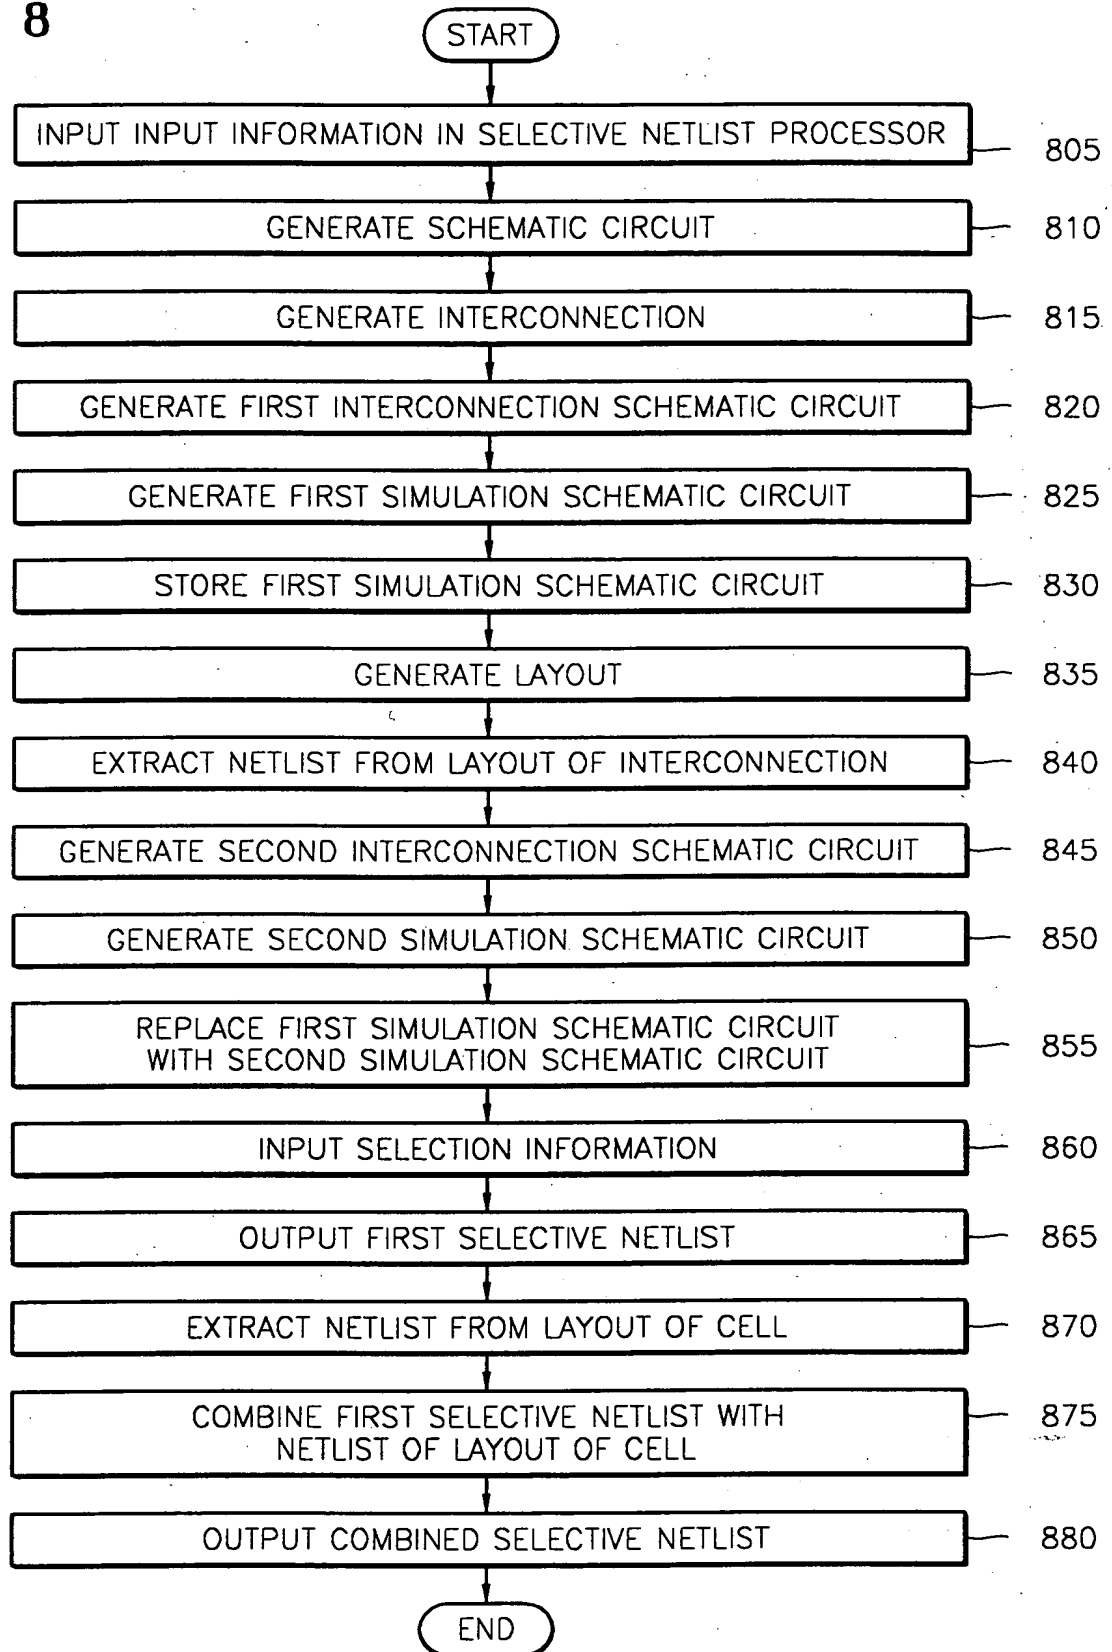 8
START
INPUT INPUT INFORMATION IN SELECTIVE NETLIST PROCESSOR
805
GENERATE SCHEMATIC CIRCUIT
810
GENERATE INTERCONNECTION
815
GENERATE FIRST INTERCONNECTION SCHEMATIC CIRCUIT
820
GENERATE FIRST SIMULATION SCHEMATIC CIRCUIT
825
STORE FIRST SIMULATION SCHEMATIC CIRCUIT
830
GENERATE LAYOUT
835
EXTRACT NETLIST FROM LAYOUT OF INTERCONNECTION
840
GENERATE SECOND INTERCONNECTION SCHEMATIC CIRCUIT
845
GENERATE SECOND SIMULATION SCHEMATIC CIRCUIT
850
REPLACE FIRST SIMULATION SCHEMATIC CIRCUIT
WITH SECOND SIMULATION SCHEMATIC CIRCUIT
855
INPUT SELECTION INFORMATION
860
OUTPUT FIRST SELECTIVE NETLIST
865
EXTRACT NETLIST FROM LAYOUT OF CELL
870
COMBINE FIRST SELECTIVE NETLIST WITH
NETLIST OF LAYOUT OF CELL
875
OUTPUT COMBINED SELECTIVE NETLIST
880
END